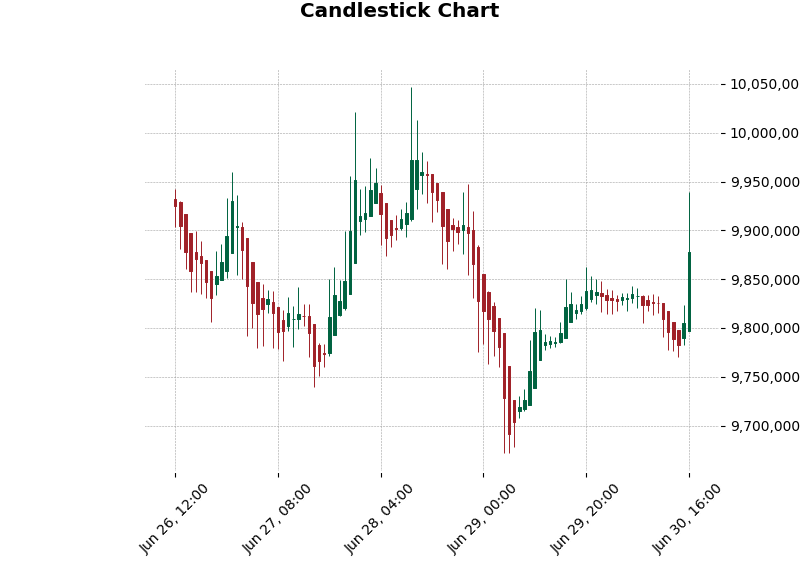 Candlestick Chart
10,050,00
10,000,00
9,950,000
9,900,000
9,850,000
9,800,000
9,750,000
9,700,000
Jun 26, 12:00
Jun 27, 08:00
Jun 28, 04:00
Jun 29, 00:00
Jun 29, 20:00
Jun 30, 16:00